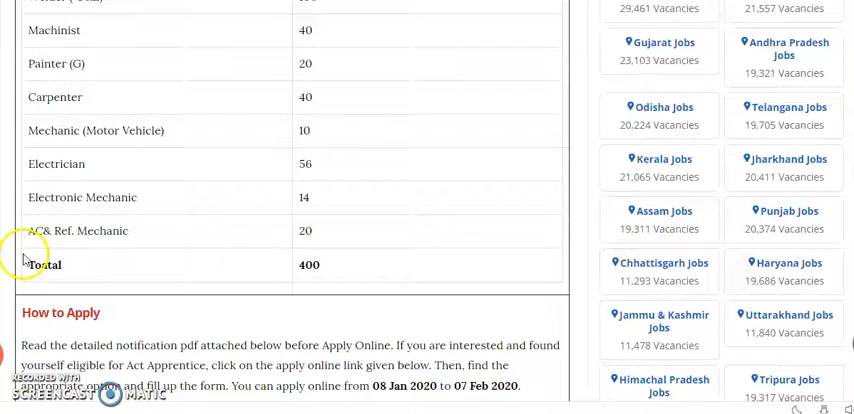 Machinist 40
Painter (G) 20
Carpenter 40
Mechanic (Motor Vehicle) 10
Electrician 56
Electronic Mechanic 14
AC& Ref. Mechanic 20
Toatal 400
How to Apply
Read the detailed notification pdf attached below before Apply Online. If you are interested and found
yourself eligible for Act Apprentice, click on the apply online link given below. Then, find the
appropriate option and fill up the form. You can apply online from 08 Jan 2020 to 07 Feb 2020.
29,461 Vacancies 21,557 Vacancies
Gujarat Jobs
23,103 Vacancies
Andhra Pradesh
Jobs
19,321 Vacancies
Odisha Jobs
20,224 Vacancies
Telangana Jobs
19,705 Vacancies
Kerala Jobs
21,065 Vacancies
Jharkhand Jobs
20,411 Vacancies
Assam Jobs
19,311 Vacancies
Punjab Jobs
20,374 Vacancies
Chhattisgarh Jobs
11,293 Vacancies
Haryana Jobs
19,686 Vacancies
Jammu & Kashmir
Jobs
11,478 Vacancies
Uttarakhand Jobs
11,840 Vacancies
Himachal Pradesh
Jobs
Tripura Jobs
19,317 Vacancies
RECORDED WITH
SCREENCAST MATIC